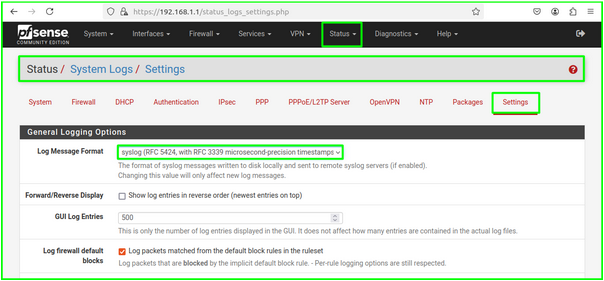 https://192.168.1.1/status_logs_settings.php
pfsense System Interfaces Firewall Services VPN Status Diagnostics Help
COMMUNITY EDITION
Status / System Logs / Settings ?
System Firewall DHCP Authentication IPsec PPP PPPoE/L2TP Server OpenVPN NTP Packages Settings
General Logging Options
Log Message Format syslog (RFC 5424, with RFC 3339 microsecond-precision timestamps
The format of syslog messages written to disk locally and sent to remote syslog servers (if enabled).
Changing this value will only affect new log messages.
Forward/Reverse Display Show log entries in reverse order (newest entries on top)
GUI Log Entries 500
This is only the number of log entries displayed in the GUI. It does not affect how many entries are contained in the actual log files.
Log firewall default Log packets matched from the default block rules in the ruleset
blocks Log packets that are blocked by the implicit default block rule. - Per-rule logging options are still respected.